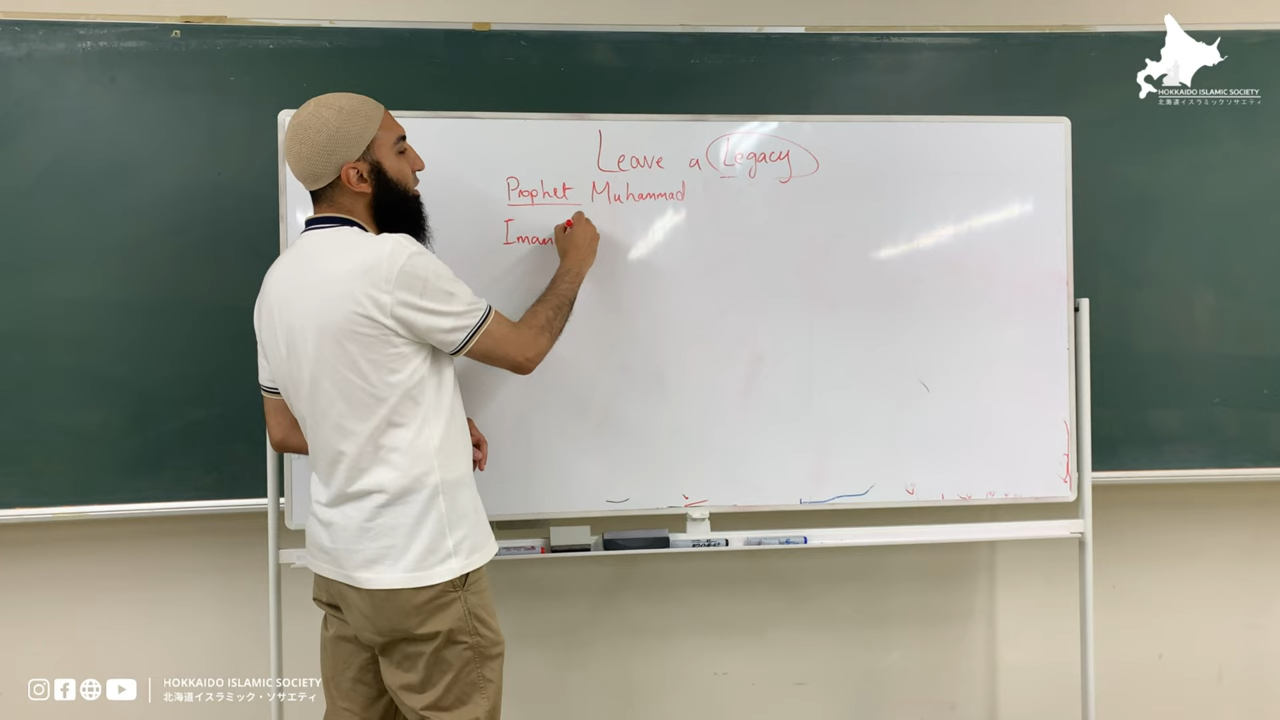 HOKKAIDO ISLAMIC SOCIETY
北海道イスラミックソサエティ
Leave a Legacy
Prophet Muhammad
Imam
HOKKAIDO ISLAMIC SOCIETY
北海道イスラミック・ソサエティ